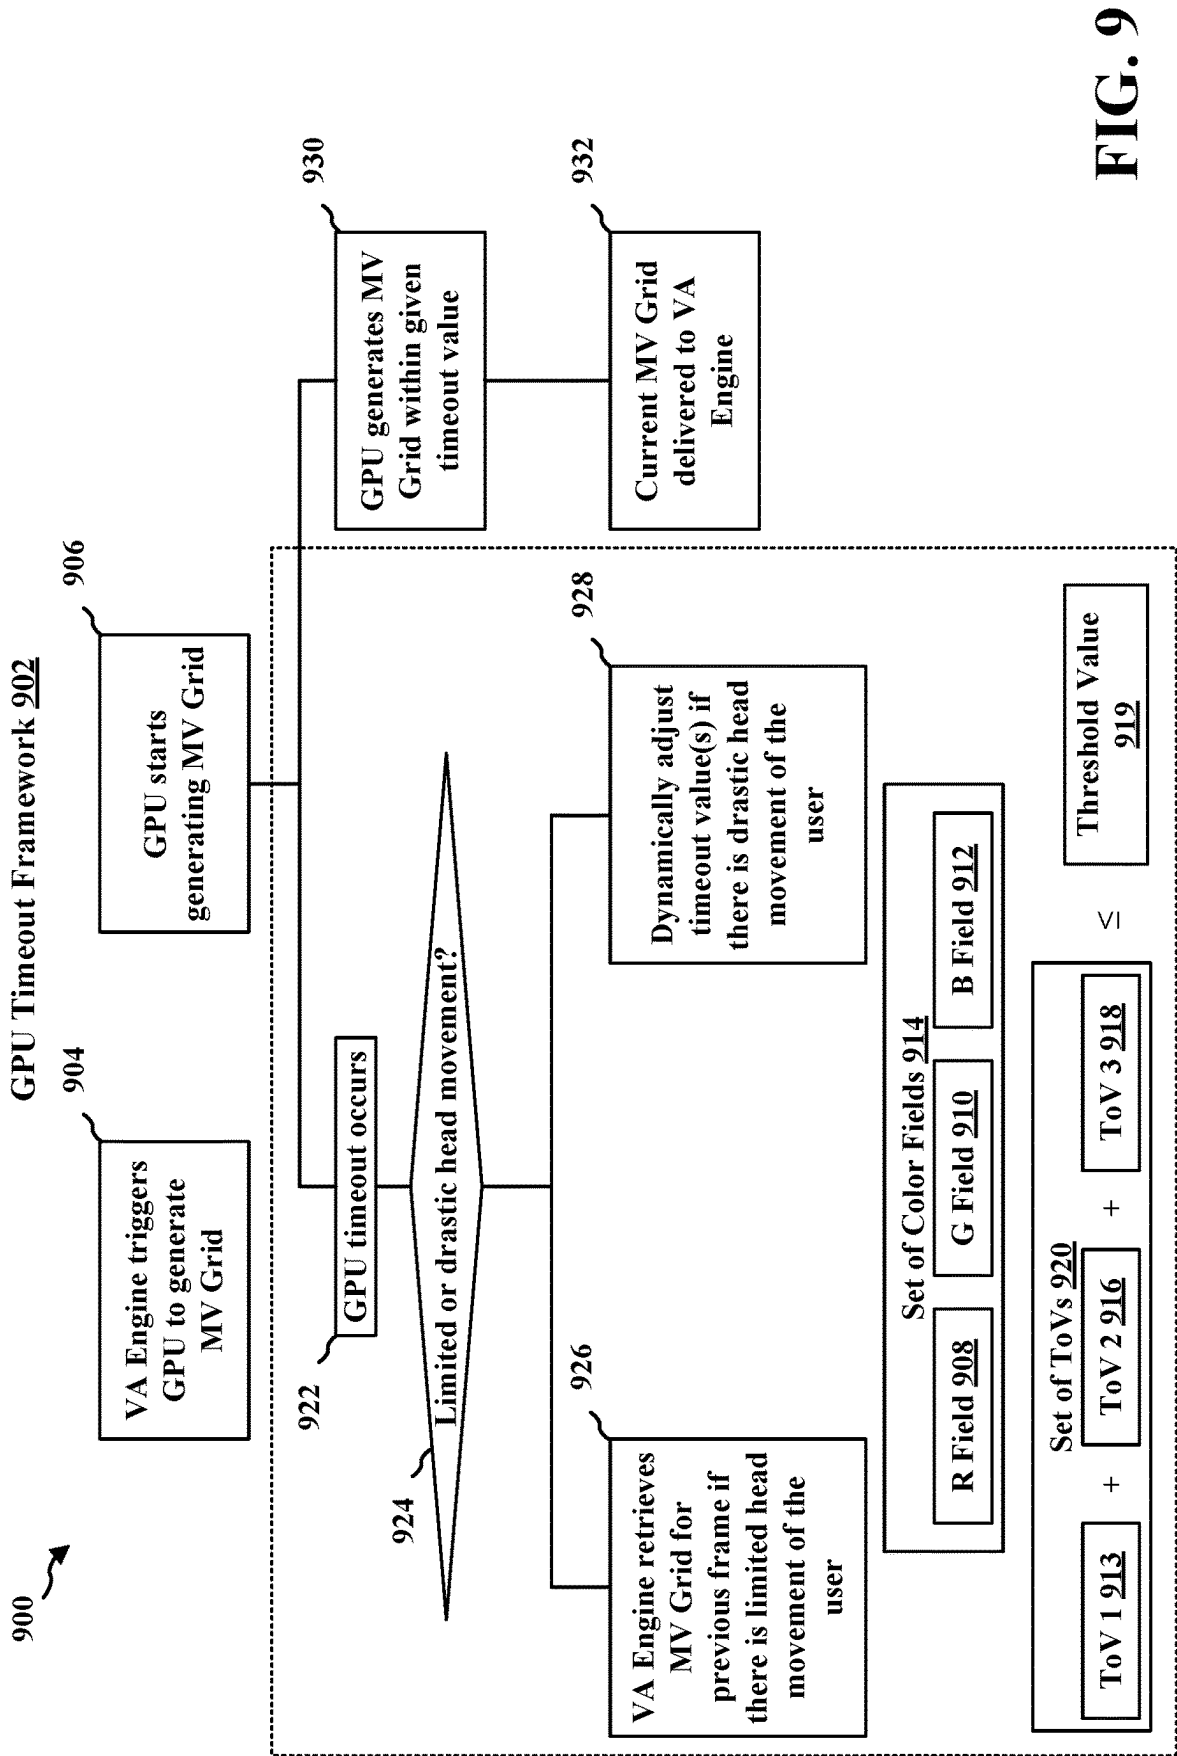 900
GPU Timeout Framework 902
904
VA Engine triggers
GPU to generate
MV Grid
906
GPU starts
generating MV Grid
922
GPU timeout occurs
924
Limited or drastic head movement?
930
GPU generates MV
Grid within given
timeout value
926
VA Engine retrieves
MV Grid for
previous frame if
there is limited head
movement of the
user
928
Dynamically adjust
timeout value(s) if
there is drastic head
movement of the
user
932
Current MV Grid
delivered to VA
Engine
Set of Color Fields 914
R Field 908
G Field 910
B Field 912
Set of ToVs 920
ToV 1 913 + ToV 2 916 + ToV 3 918 ≤
Threshold Value
919
FIG. 9